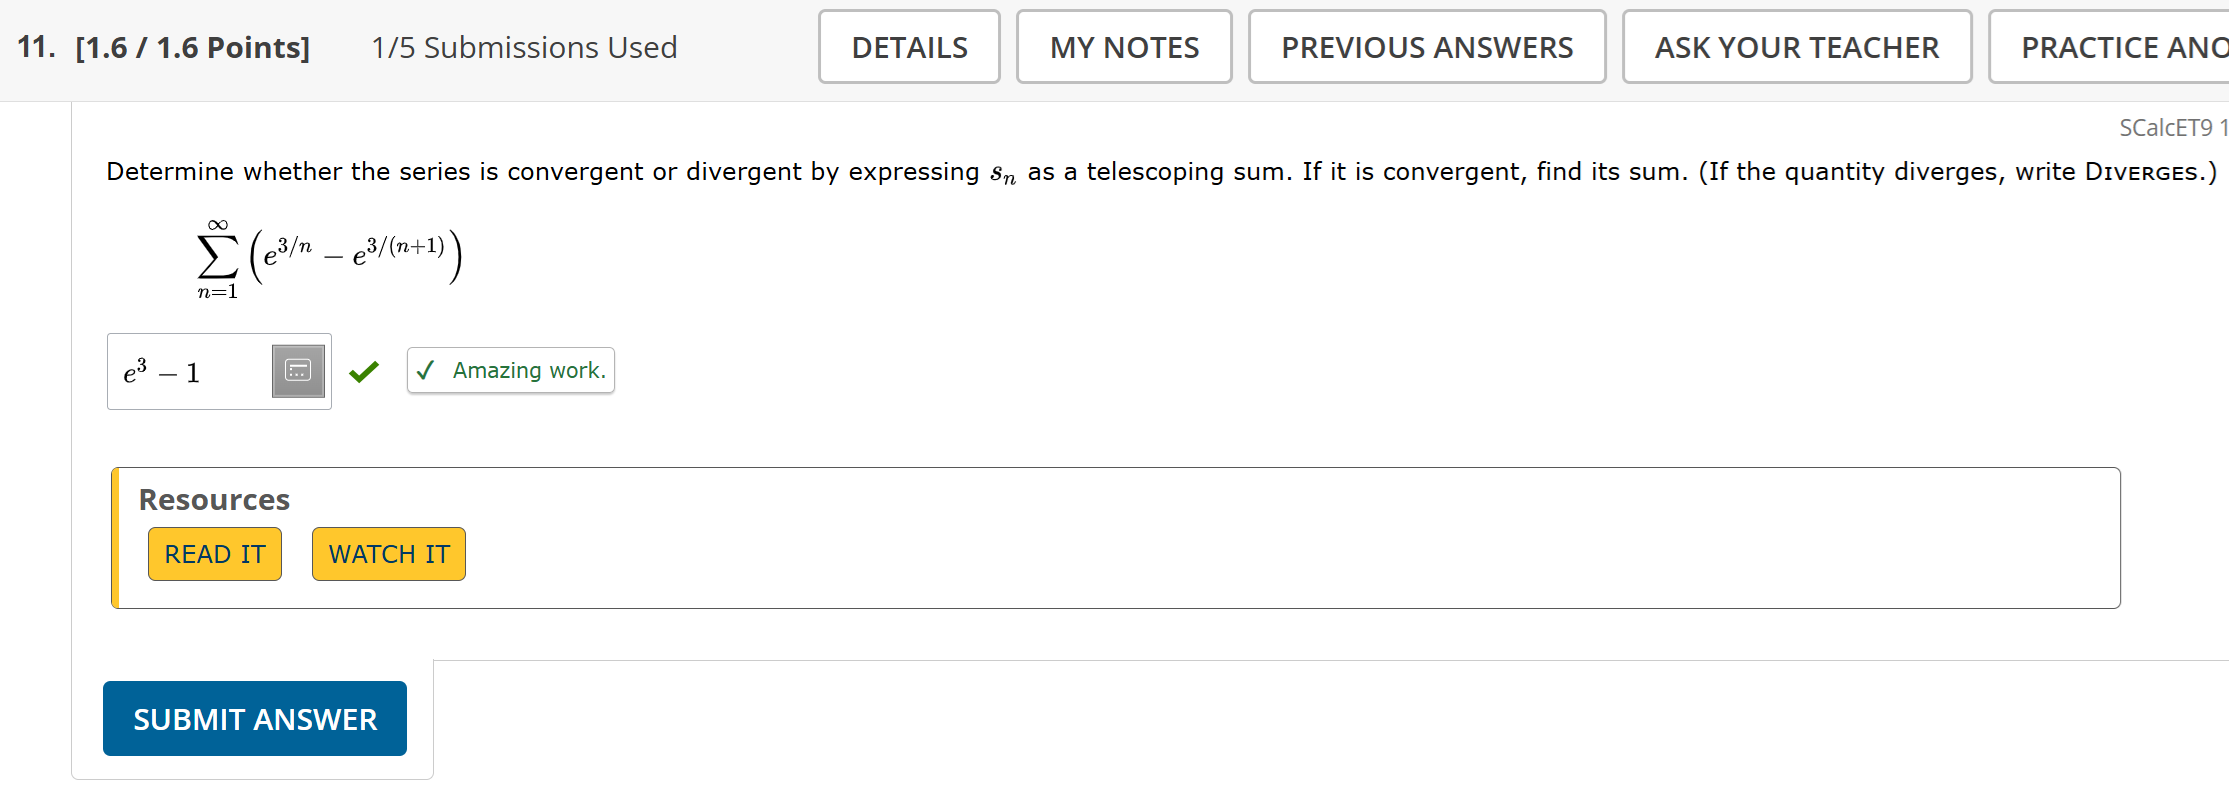 11. [1.6 / 1.6 Points] 1/5 Submissions Used DETAILS MY NOTES PREVIOUS ANSWERS ASK YOUR TEACHER PRACTICE ANO
SCalcET9 1
Determine whether the series is convergent or divergent by expressing sₙ as a telescoping sum. If it is convergent, find its sum. (If the quantity diverges, write DIVERGES.)
∞
∑ (e^{3/n} − e^{3/(n+1)})
n=1
e³ − 1 ✓ Amazing work.
Resources
READ IT WATCH IT
SUBMIT ANSWER